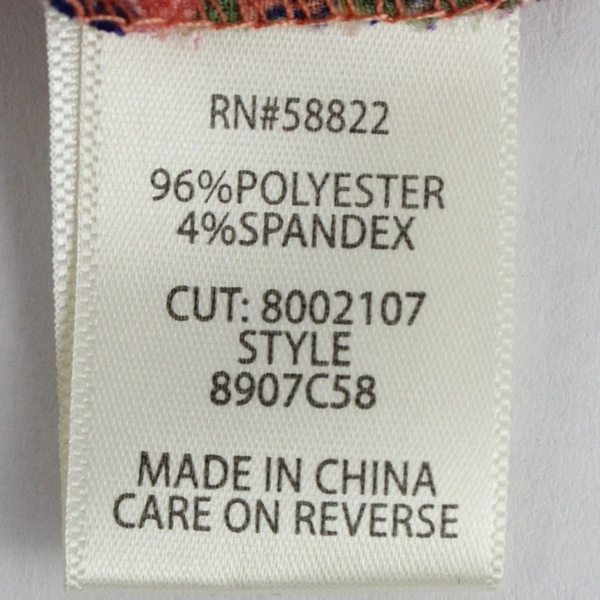 RN#58822
96%POLYESTER
4%SPANDEX
CUT: 8002107
STYLE
8907C58
MADE IN CHINA
CARE ON REVERSE